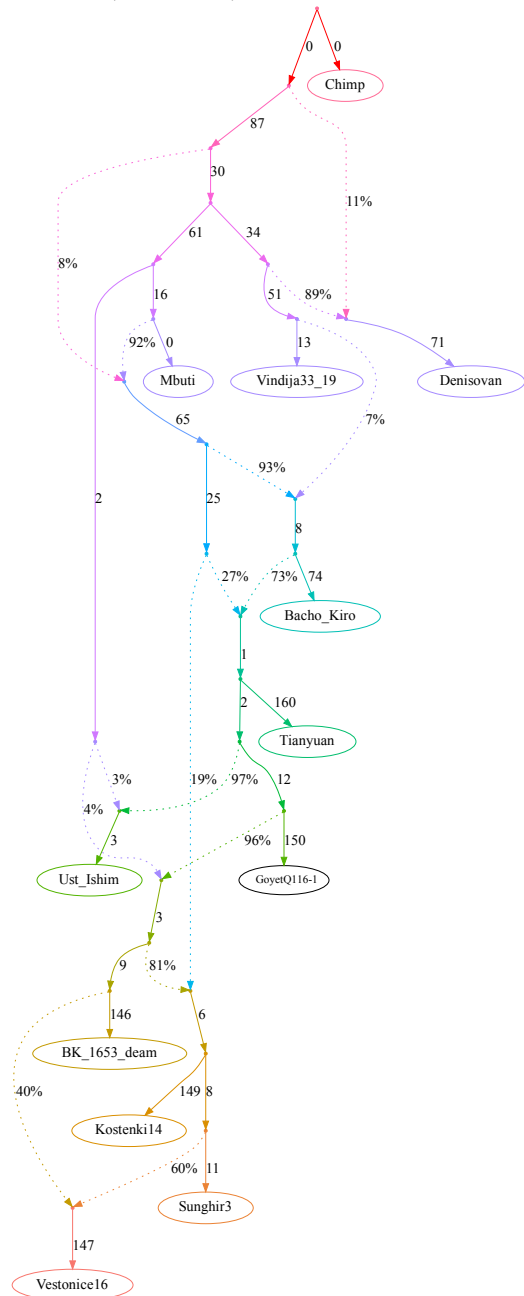 0 0
Chimp
87
30
11%
61 34
8%
16 89%
51
92% 0 13 71
Mbuti Vindija33_19 Denisovan
65 7%
93%
2 25
8
27% 73% 74
Bacho_Kiro
1
2 160
Tianyuan
3% 19% 97% 12
4%
3 96% 150
Ust_Ishim GoyetQ116-1
3
9 81%
146 6
BK_1653_deam
40% 149 8
Kostenki14
60% 11
Sunghir3
147
Vestonice16